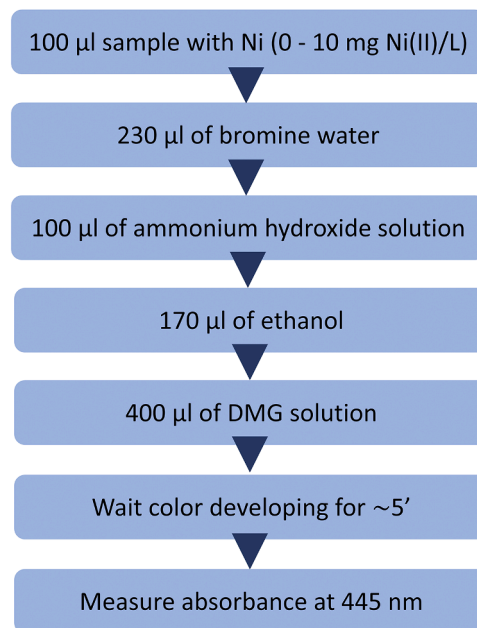 100 µl sample with Ni (0 - 10 mg Ni(II)/L)
230 µl of bromine water
100 µl of ammonium hydroxide solution
170 µl of ethanol
400 µl of DMG solution
Wait color developing for ~5’
Measure absorbance at 445 nm